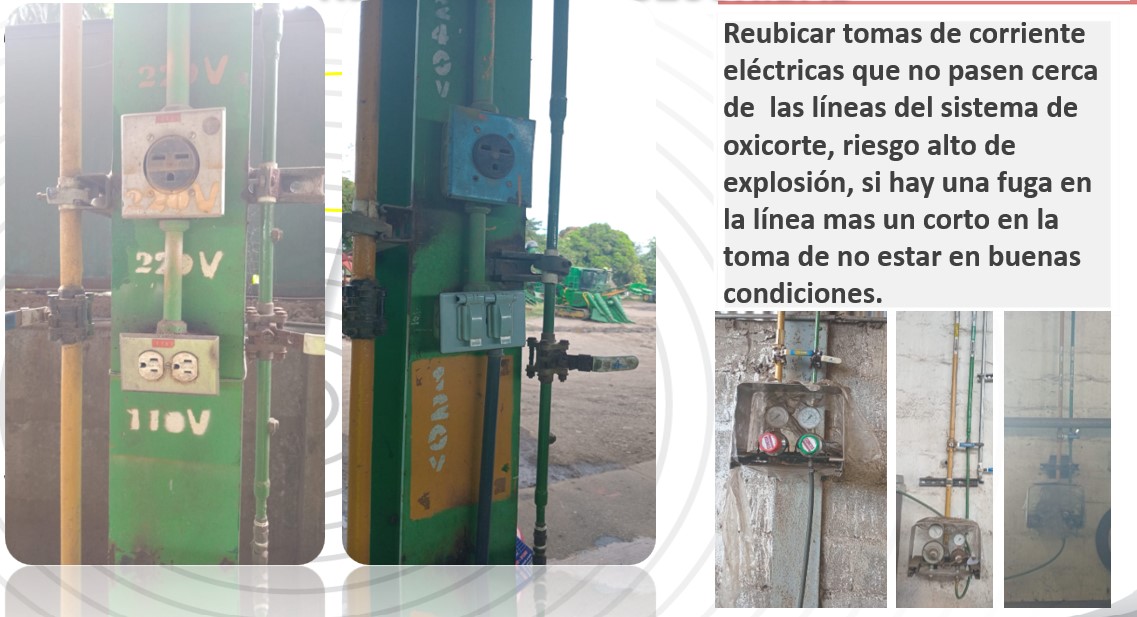 220V
220V
220V
110V
240V
Reubicar tomas de corriente
eléctricas que no pasen cerca
de  las líneas del sistema de
oxicorte, riesgo alto de
explosión, si hay una fuga en
la línea mas un corto en la
toma de no estar en buenas
condiciones.